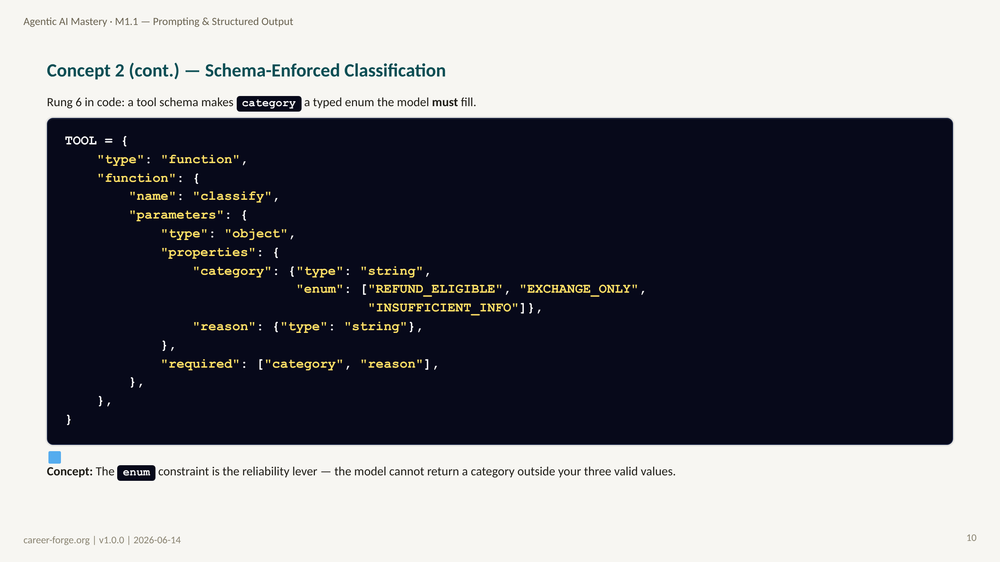 Agentic AI Mastery · M1.1 — Prompting & Structured Output
Concept 2 (cont.) — Schema-Enforced Classification
Rung 6 in code: a tool schema makes category a typed enum the model must fill.
TOOL = {
    "type": "function",
    "function": {
        "name": "classify",
        "parameters": {
            "type": "object",
            "properties": {
                "category": {"type": "string",
                             "enum": ["REFUND_ELIGIBLE", "EXCHANGE_ONLY",
                                      "INSUFFICIENT_INFO"]},
                "reason": {"type": "string"},
            },
            "required": ["category", "reason"],
        },
    },
}
Concept: The enum constraint is the reliability lever — the model cannot return a category outside your three valid values.
career-forge.org | v1.0.0 | 2026-06-14
10